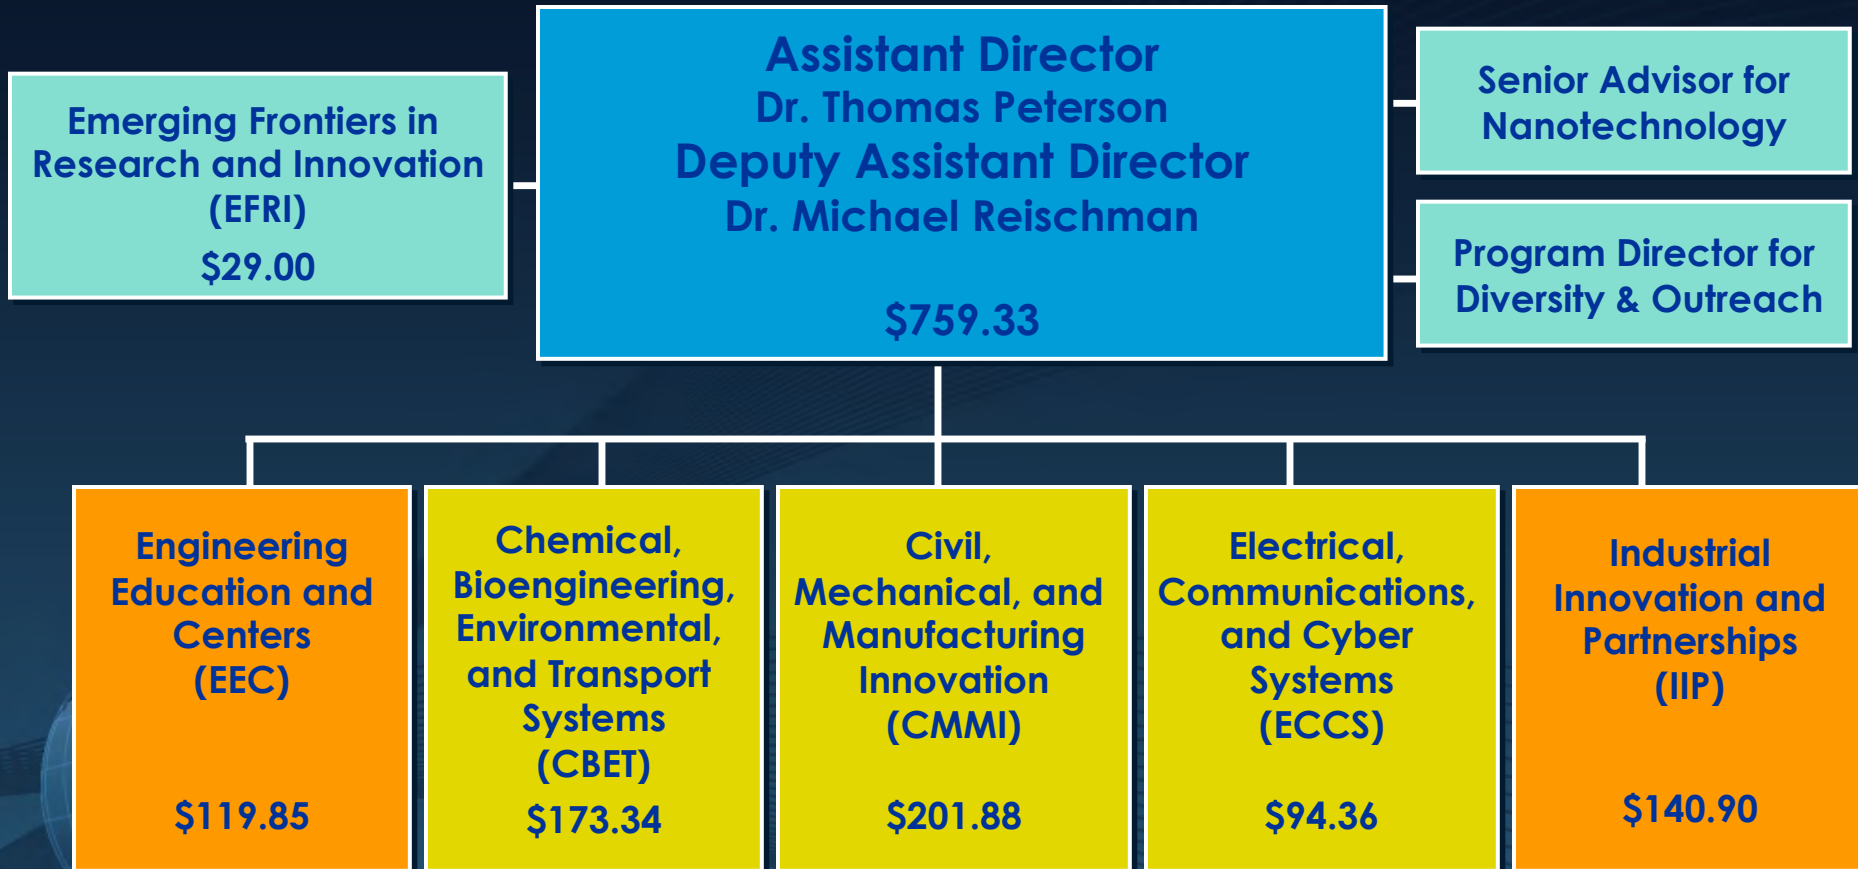 Assistant Director
Dr. Thomas Peterson
Deputy Assistant Director
Dr. Michael Reischman
$759.33
Emerging Frontiers in
Research and Innovation
(EFRI)
$29.00
Senior Advisor for
Nanotechnology
Program Director for
Diversity & Outreach
Engineering
Education and
Centers
(EEC)
$119.85
Chemical,
Bioengineering,
Environmental,
and Transport
Systems
(CBET)
$173.34
Civil,
Mechanical, and
Manufacturing
Innovation
(CMMI)
$201.88
Electrical,
Communications,
and Cyber
Systems
(ECCS)
$94.36
Industrial
Innovation and
Partnerships
(IIP)
$140.90